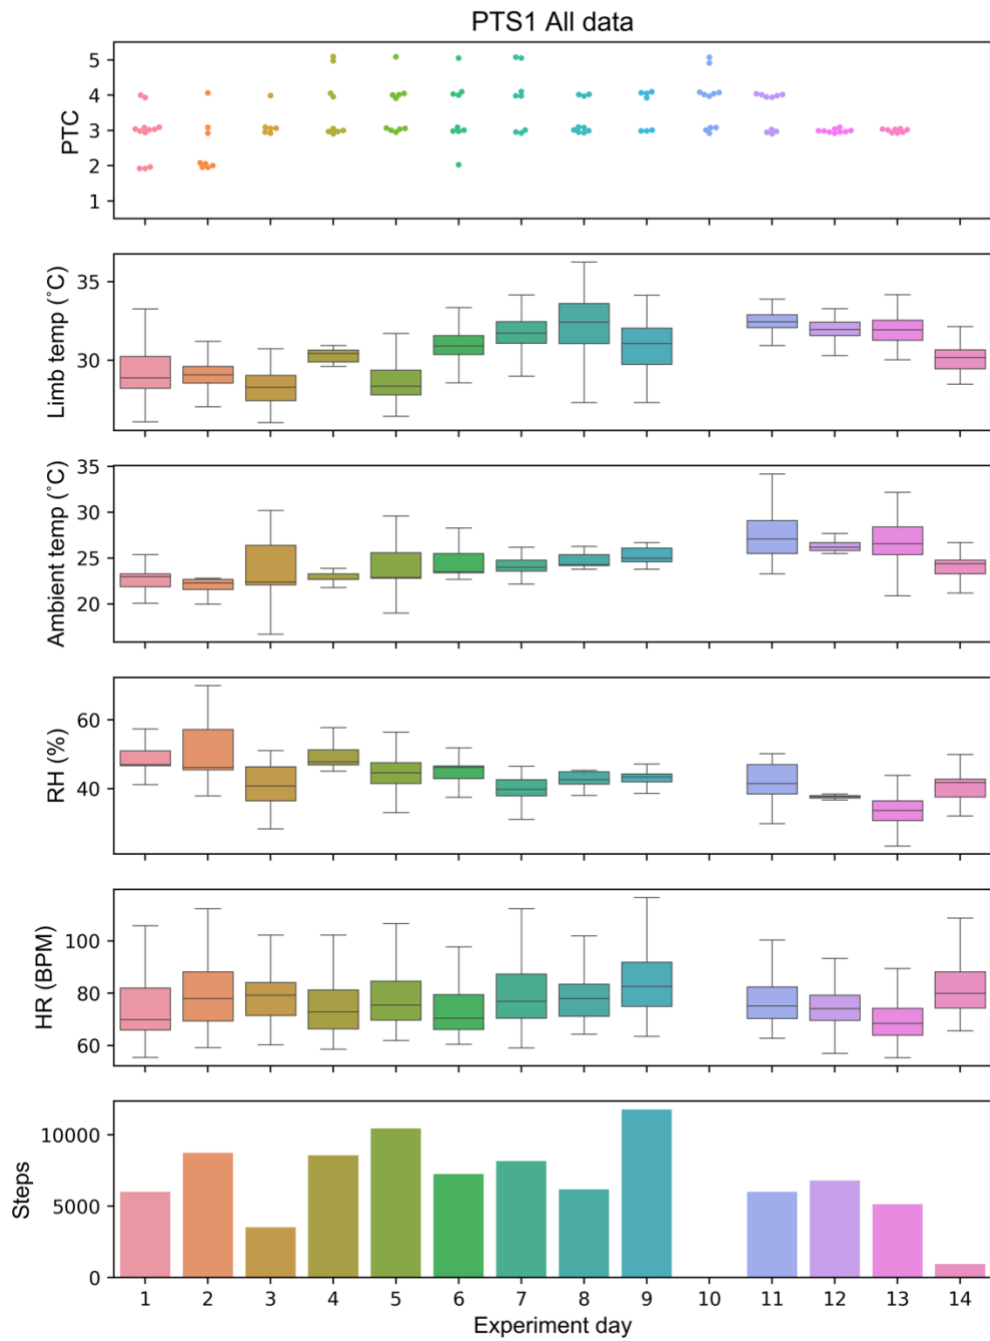 PTS1 All data
PTC
5
4
3
2
1
Limb temp (˚C)
35
30
Ambient temp (˚C)
35
30
25
20
RH (%)
60
40
HR (BPM)
100
80
60
Steps
10000
5000
0
1 2 3 4 5 6 7 8 9 10 11 12 13 14
Experiment day